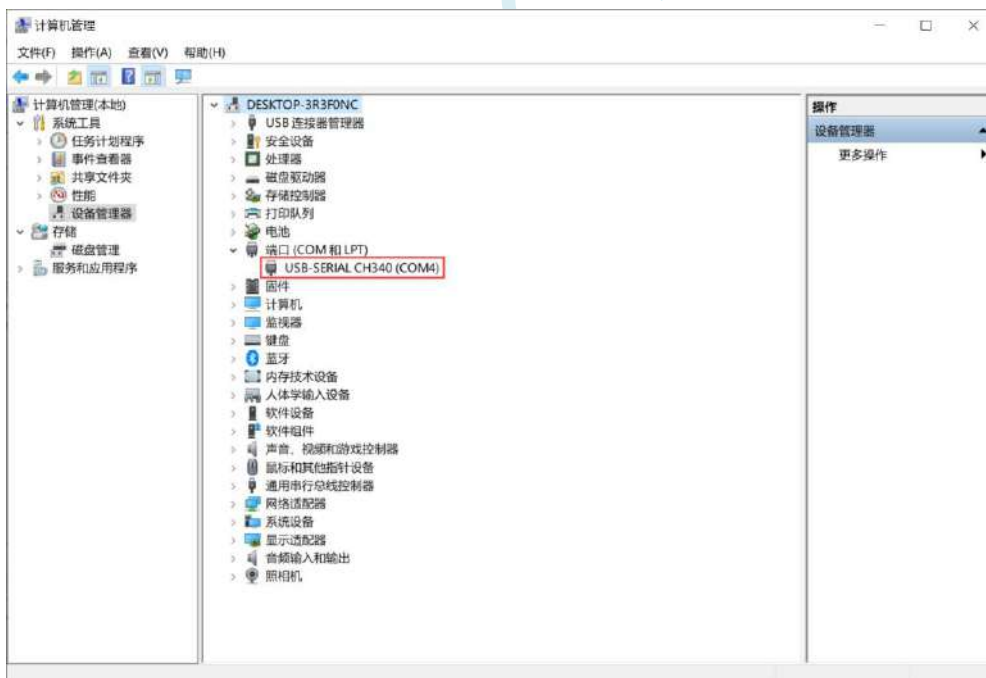 计算机管理
文件(F) 操作(A) 查看(V) 帮助(H)
计算机管理(本地)
系统工具
任务计划程序
事件查看器
共享文件夹
性能
设备管理器
存储
磁盘管理
服务和应用程序
DESKTOP-3R3F0NC
USB 连接器管理器
安全设备
处理器
磁盘驱动器
存储控制器
打印队列
电池
端口 (COM 和 LPT)
USB-SERIAL CH340 (COM4)
固件
计算机
监视器
键盘
蓝牙
内存技术设备
人体学输入设备
软件设备
软件组件
声音、视频和游戏控制器
鼠标和其他指针设备
通用串行总线控制器
网络适配器
系统设备
显示适配器
音频输入和输出
照相机
操作
设备管理器
更多操作